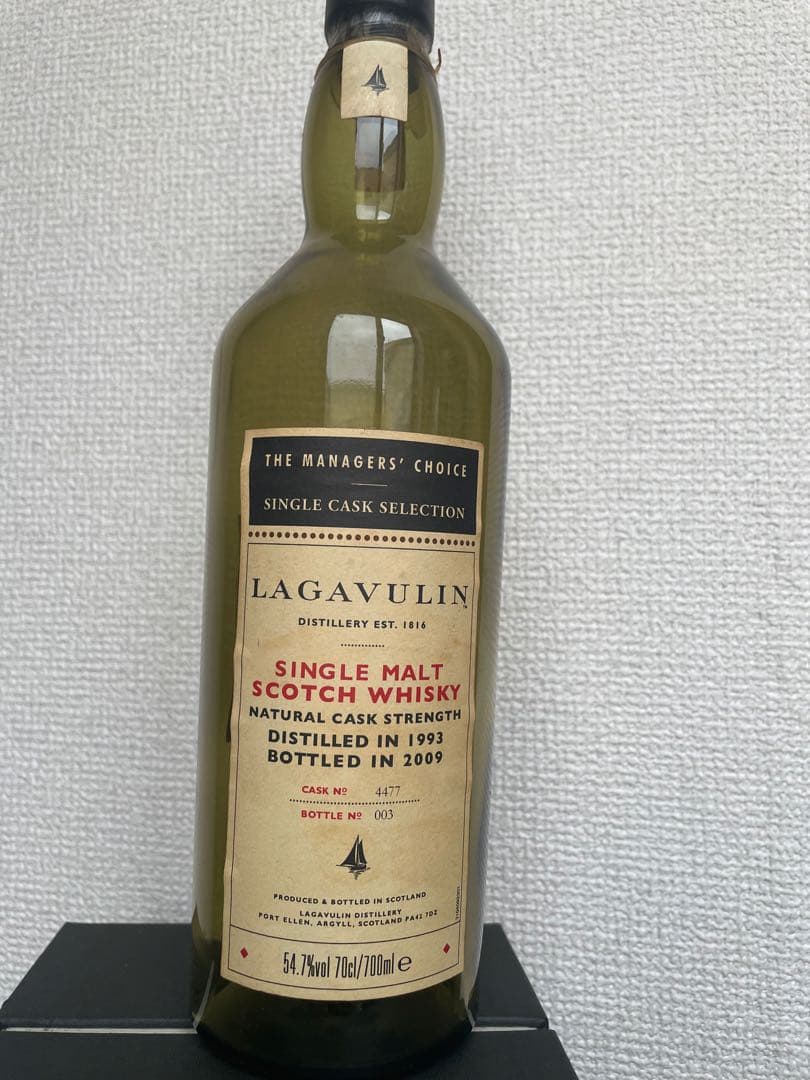 THE MANAGERS' CHOICE
SINGLE CASK SELECTION
LAGAVULIN™
DISTILLERY EST. 1816
SINGLE MALT
SCOTCH WHISKY
NATURAL CASK STRENGTH
DISTILLED IN 1993
BOTTLED IN 2009
CASK Nº 4477
BOTTLE Nº 003
PRODUCED & BOTTLED IN SCOTLAND
LAGAVULIN DISTILLERY
PORT ELLEN, ARGYLL, SCOTLAND PA42 7DZ
54.7%vol 70cl/700ml e